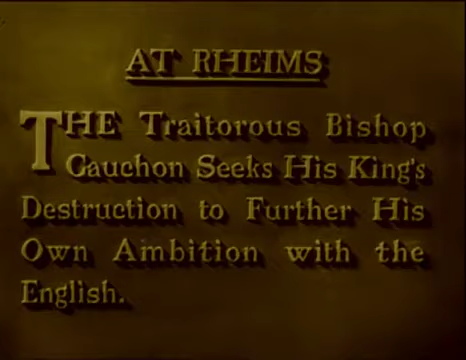 AT RHEIMS
THE Traitorous Bishop
Cauchon Seeks His King's
Destruction to Further His
Own Ambition with the
English.